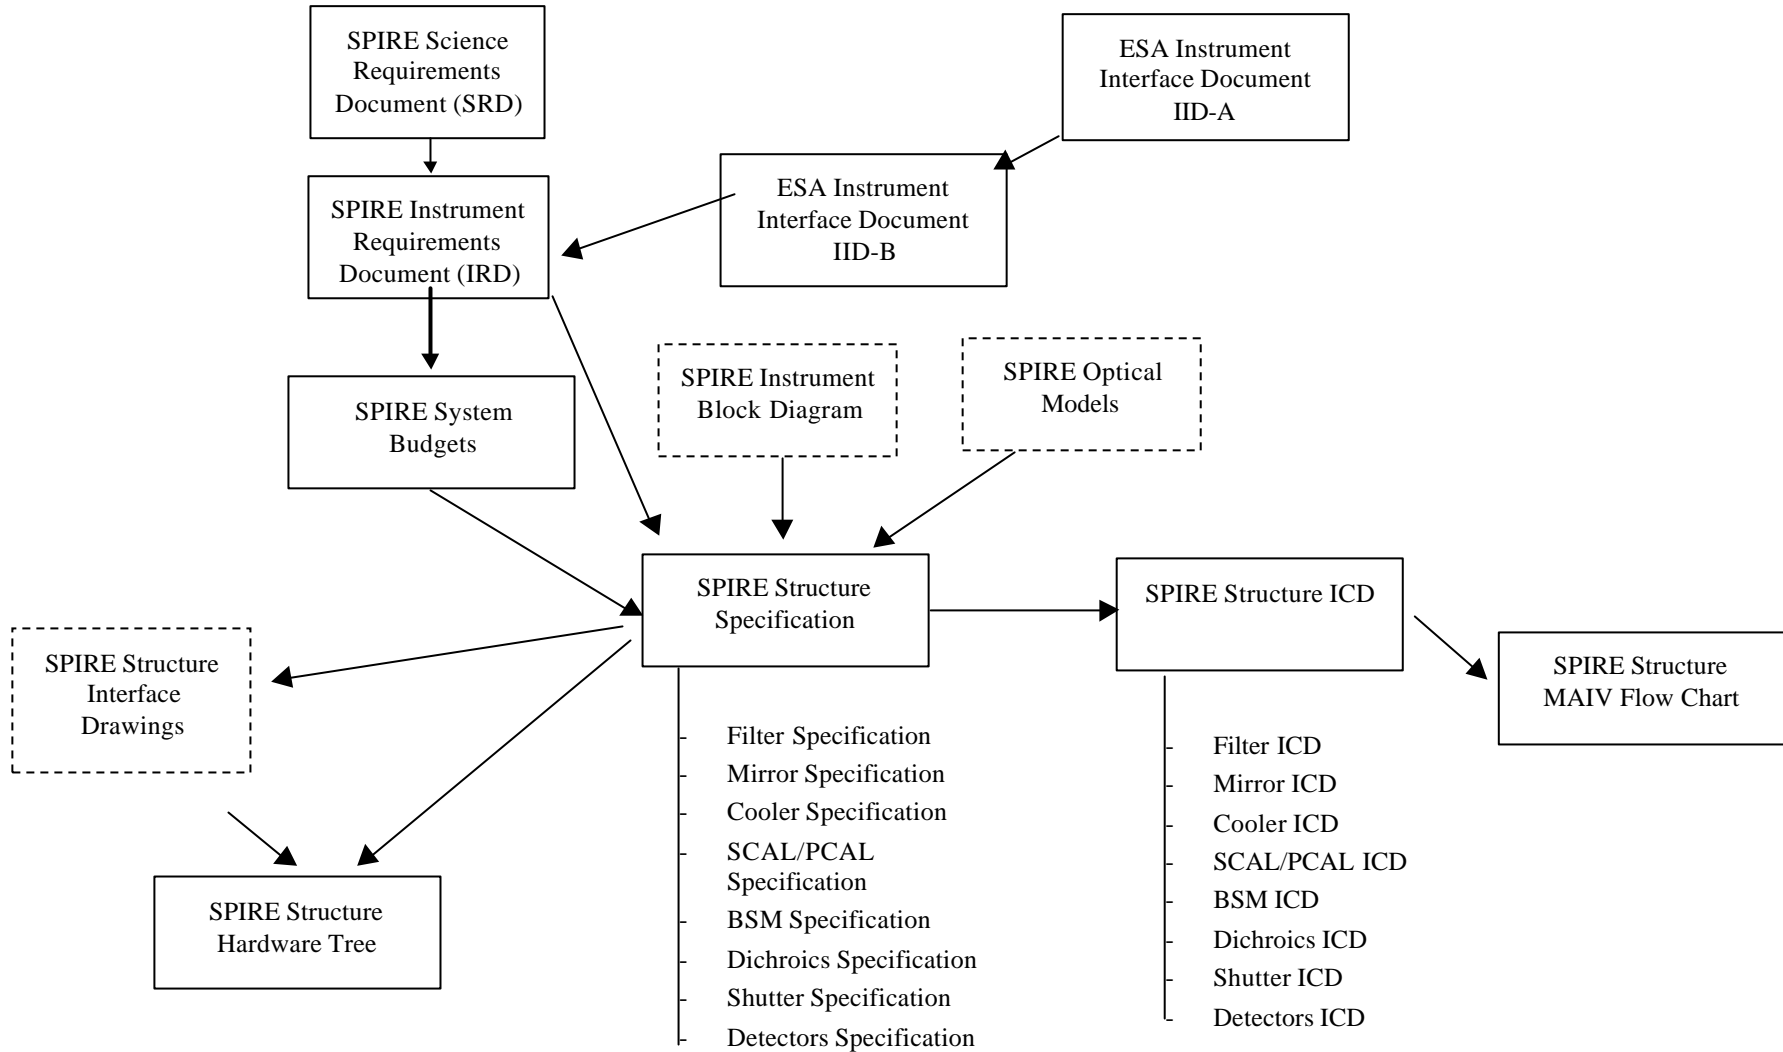 SPIRE Science
Requirements
Document (SRD)
ESA Instrument
Interface Document
IID-A
ESA Instrument
Interface Document
IID-B
SPIRE Instrument
Requirements
Document (IRD)
SPIRE System
Budgets
SPIRE Instrument
Block Diagram
SPIRE Optical
Models
SPIRE Structure
Specification
SPIRE Structure ICD
SPIRE Structure
MAIV Flow Chart
SPIRE Structure
Interface
Drawings
SPIRE Structure
Hardware Tree
- Filter Specification
- Mirror Specification
- Cooler Specification
- SCAL/PCAL
Specification
- BSM Specification
- Dichroics Specification
- Shutter Specification
- Detectors Specification
- Filter ICD
- Mirror ICD
- Cooler ICD
- SCAL/PCAL ICD
- BSM ICD
- Dichroics ICD
- Shutter ICD
- Detectors ICD